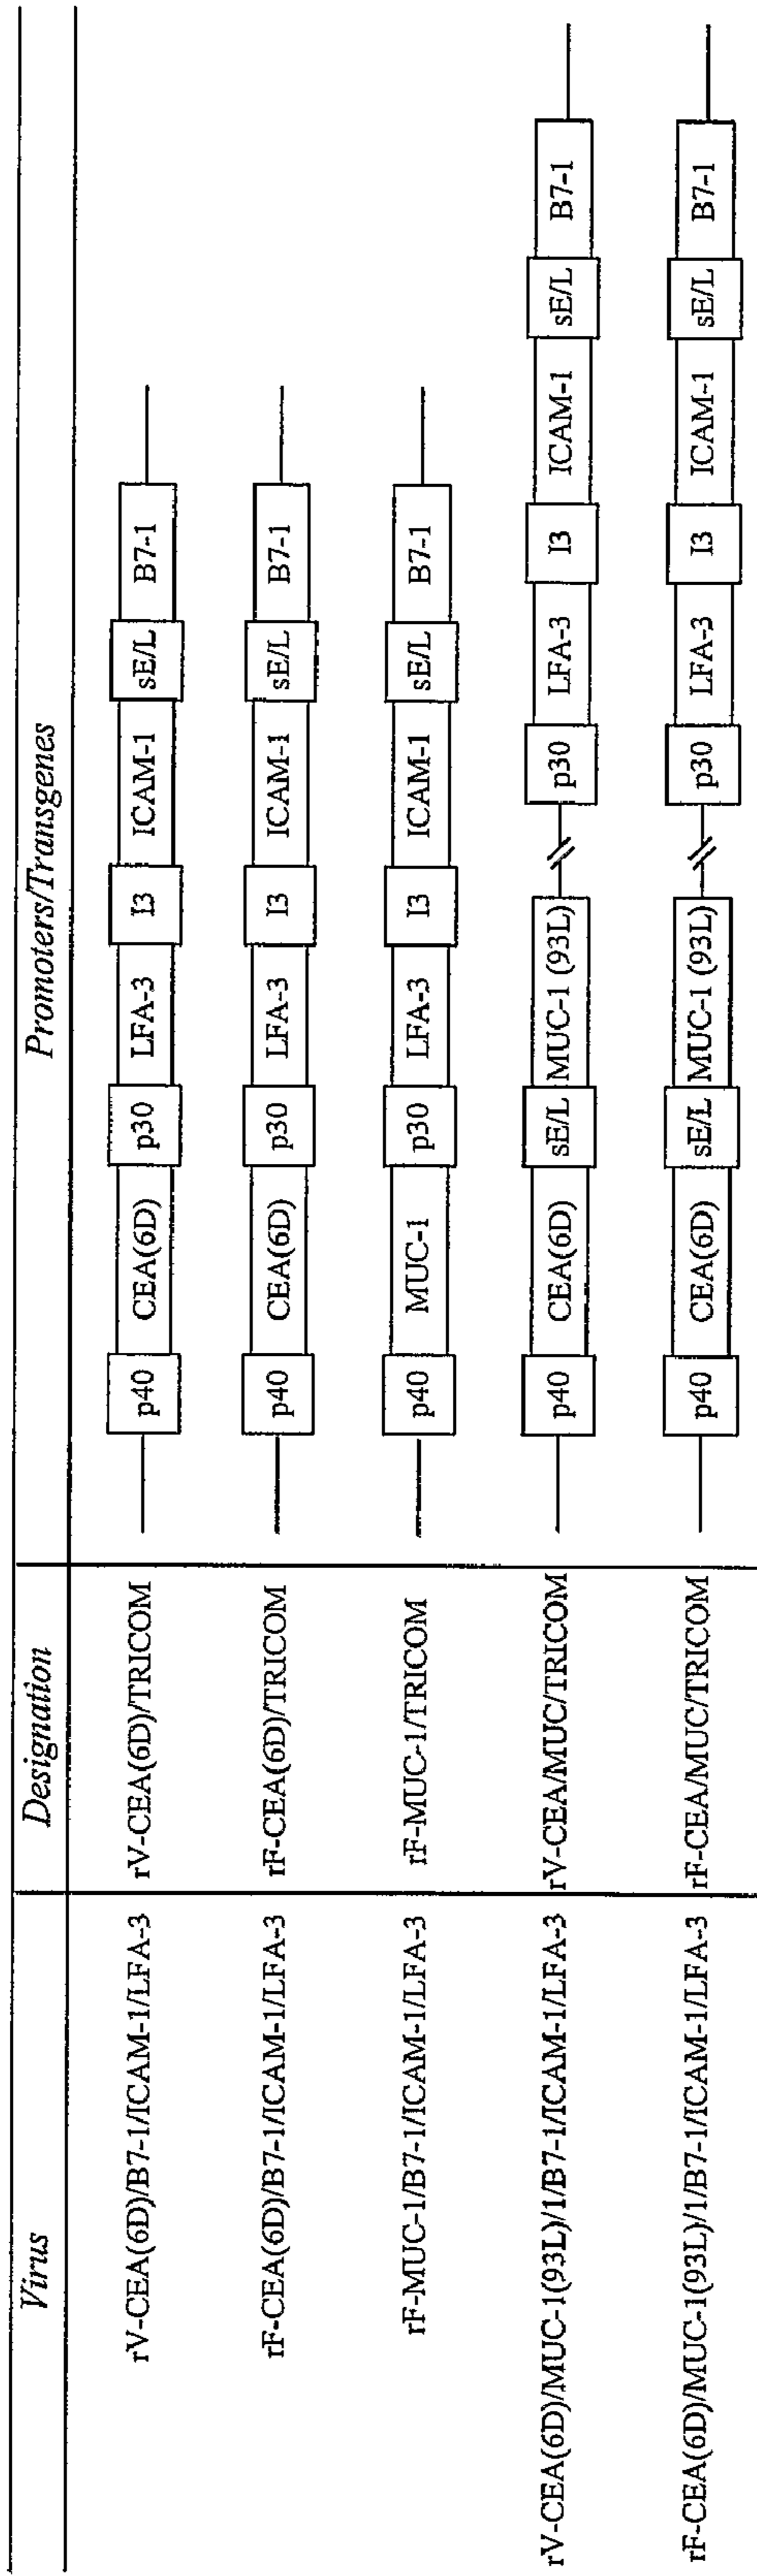 Virus Designation Promoters/Transgenes
rV-CEA(6D)/B7-1/ICAM-1/LFA-3 rV-CEA(6D)/TRICOM p40 CEA(6D) p30 LFA-3 I3 ICAM-1 sE/L B7-1
rF-CEA(6D)/B7-1/ICAM-1/LFA-3 rF-CEA(6D)/TRICOM p40 CEA(6D) p30 LFA-3 I3 ICAM-1 sE/L B7-1
rF-MUC-1/B7-1/ICAM-1/LFA-3 rF-MUC-1/TRICOM p40 MUC-1 p30 LFA-3 I3 ICAM-1 sE/L B7-1
rV-CEA(6D)/MUC-1(93L)/1/B7-1/ICAM-1/LFA-3 rV-CEA/MUC/TRICOM p40 CEA(6D) sE/L MUC-1 (93L) p30 LFA-3 I3 ICAM-1 sE/L B7-1
rF-CEA(6D)/MUC-1(93L)/1/B7-1/ICAM-1/LFA-3 rF-CEA/MUC/TRICOM p40 CEA(6D) sE/L MUC-1 (93L) p30 LFA-3 I3 ICAM-1 sE/L B7-1